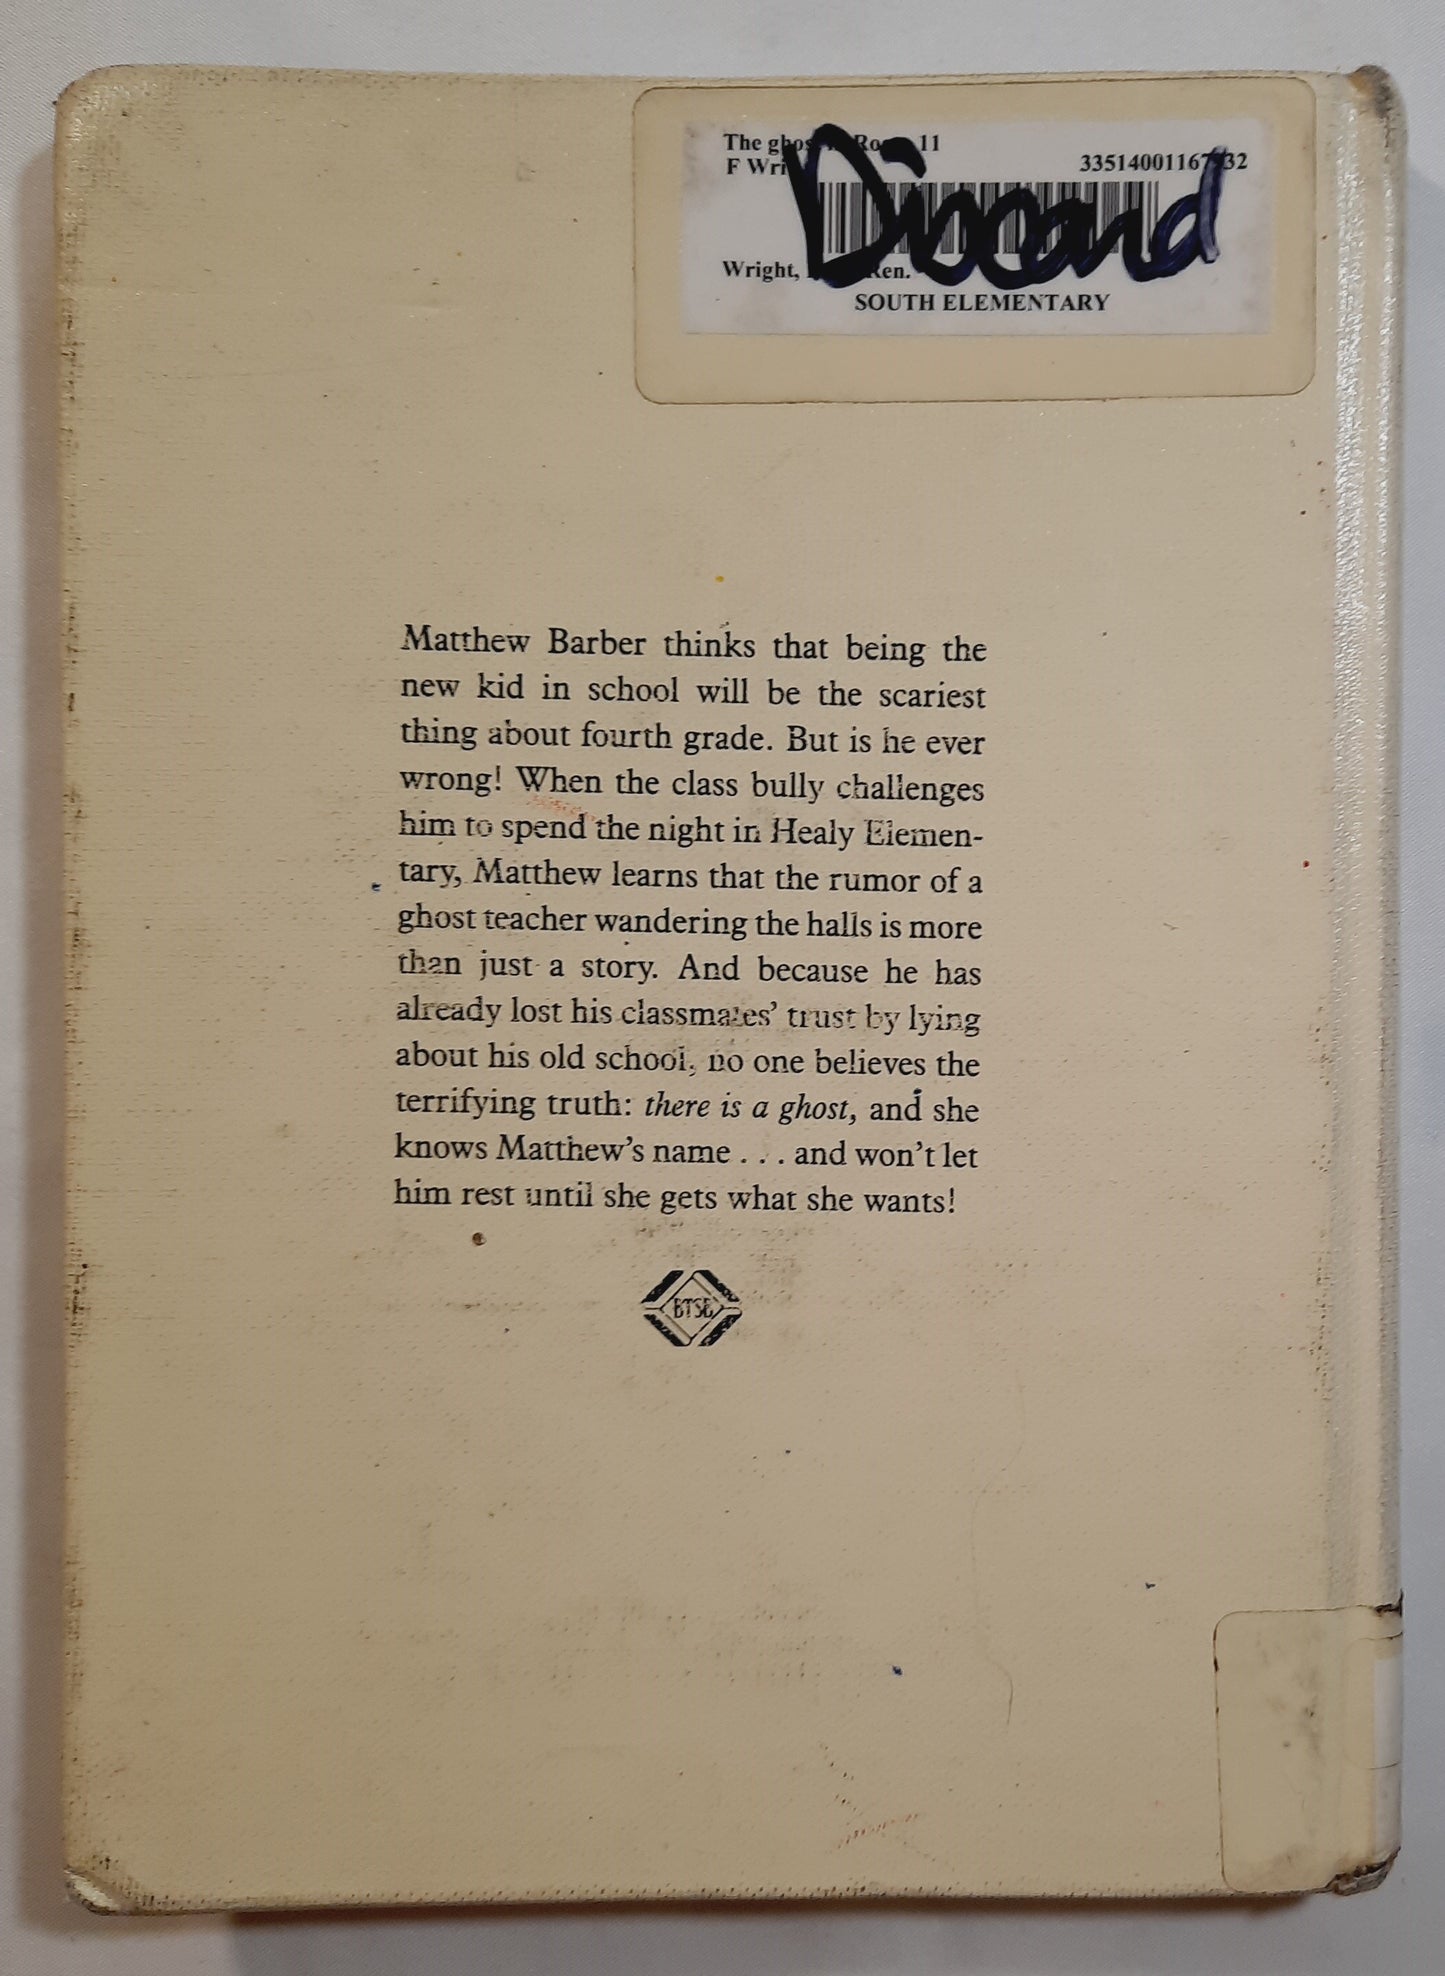 The ghos Ro 11
F Wri 33514001167 32
Discard
Wright, Ren.
SOUTH ELEMENTARY
Matthew Barber thinks that being the
new kid in school will be the scariest
thing about fourth grade. But is he ever
wrong! When the class bully challenges
him to spend the night in Healy Elemen-
tary, Matthew learns that the rumor of a
ghost teacher wandering the halls is more
than just a story. And because he has
already lost his classmates' trust by lying
about his old school, no one believes the
terrifying truth: there is a ghost, and she
knows Matthew's name . . . and won't let
him rest until she gets what she wants!
BTSB